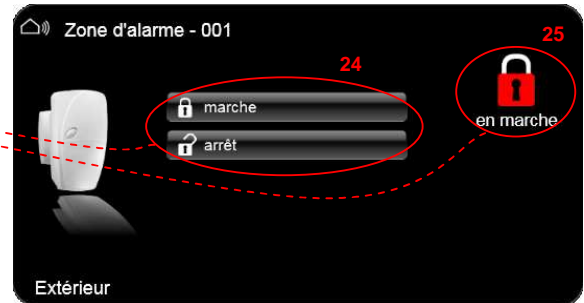 Zone d'alarme - 001
25
24
marche
en marche
arrêt
Extérieur